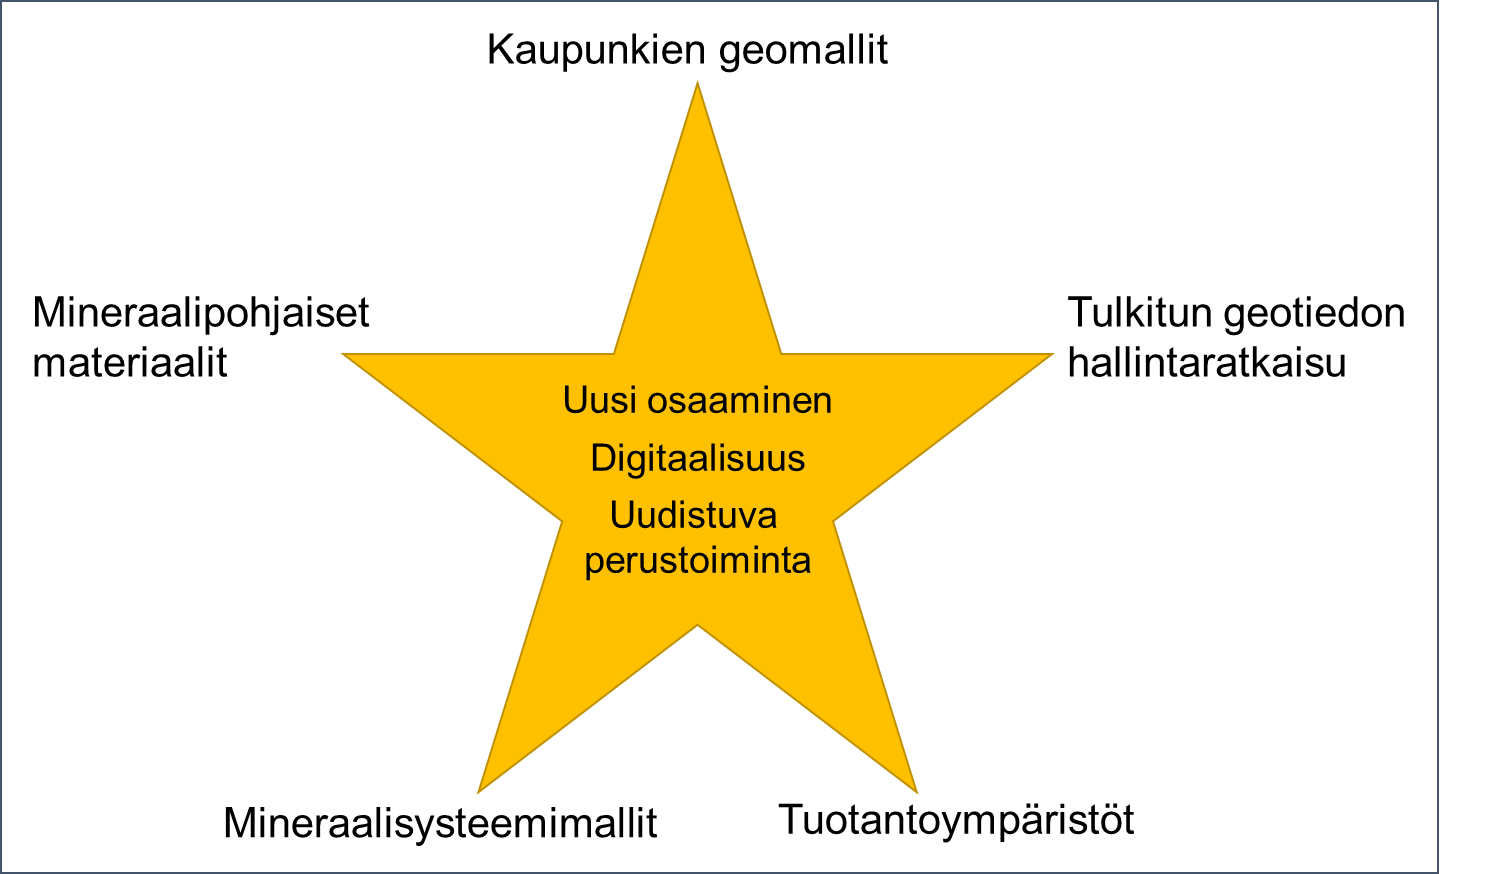 Kaupunkien geomallit
Mineraalipohjaiset
materiaalit
Tulkitun geotiedon
hallintaratkaisu
Uusi osaaminen
Digitaalisuus
Uudistuva
perustoiminta
Mineraalisysteemimallit
Tuotantoympäristöt